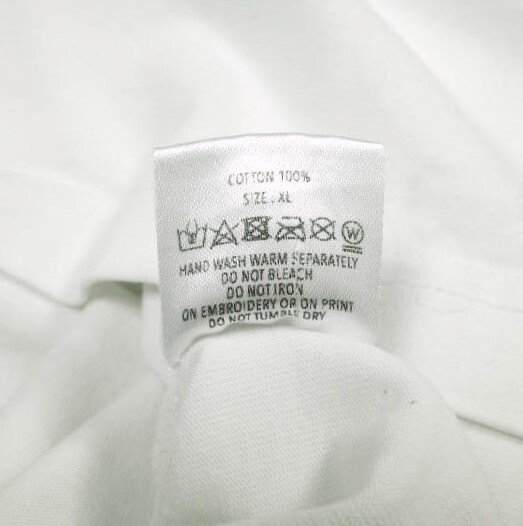 COTTON 100%
SIZE : XL
W
HAND WASH WARM SEPARATELY
DO NOT BLEACH
DO NOT IRON
ON EMBROIDERY OR ON PRINT
DO NOT TUMBLE DRY